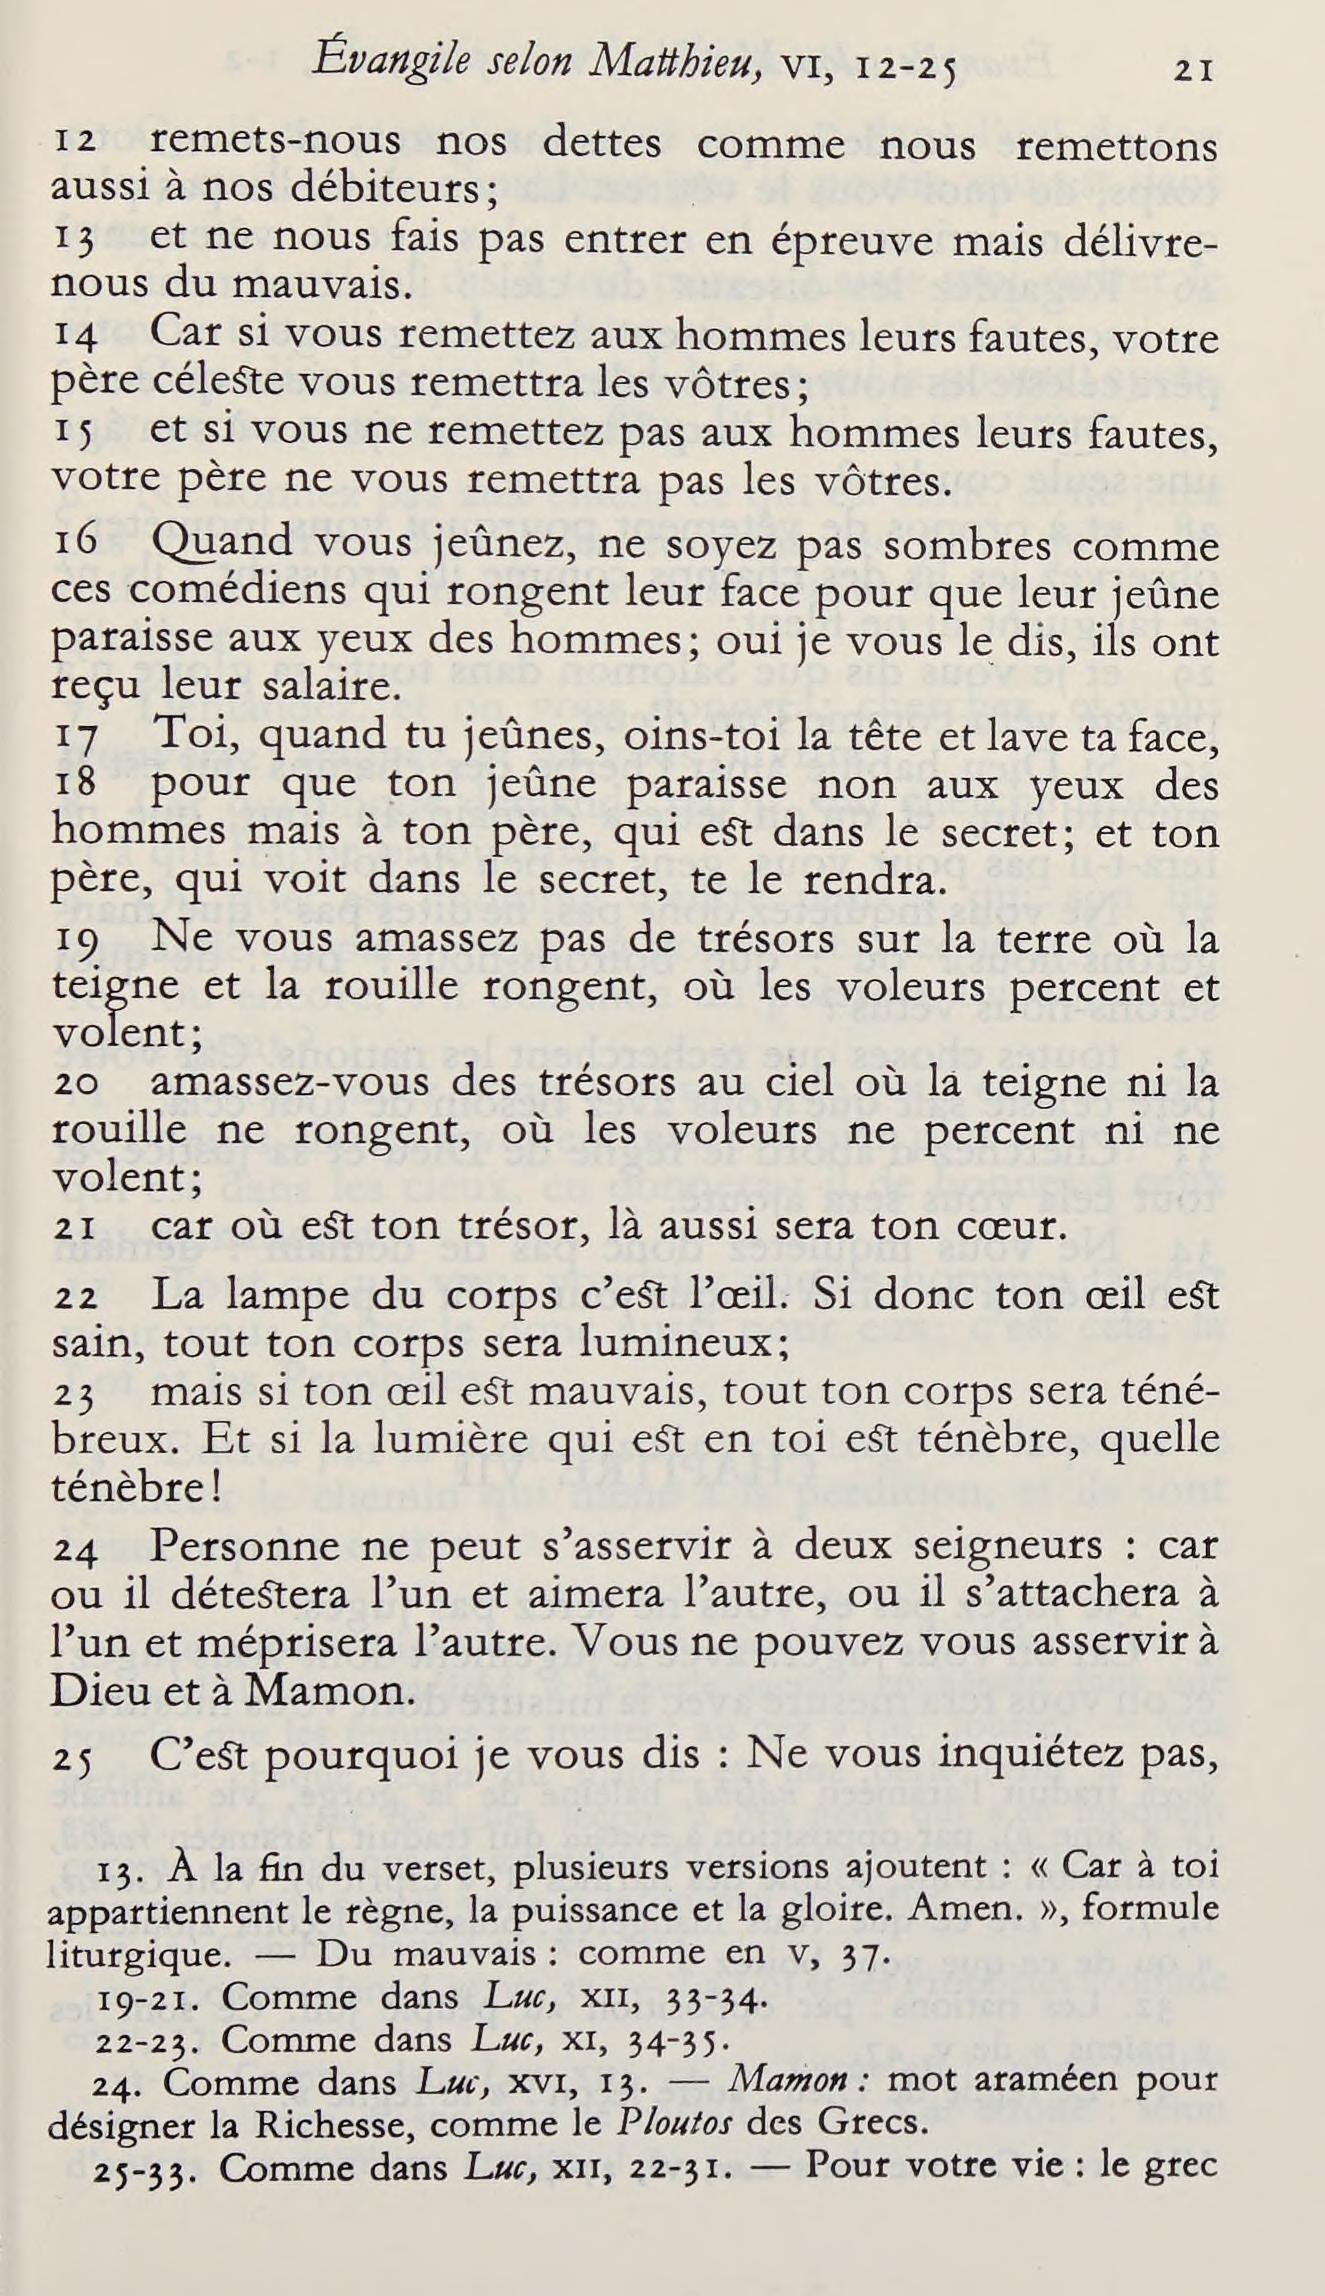 Évangile selon Matthieu, VI, 12-25 21
12 remets-nous nos dettes comme nous remettons
aussi à nos débiteurs;
13 et ne nous fais pas entrer en épreuve mais délivre-
nous du mauvais.
14 Car si vous remettez aux hommes leurs fautes, votre
père céleste vous remettra les vôtres;
15 et si vous ne remettez pas aux hommes leurs fautes,
votre père ne vous remettra pas les vôtres.
16 Quand vous jeûnez, ne soyez pas sombres comme
ces comédiens qui rongent leur face pour que leur jeûne
paraisse aux yeux des hommes; oui je vous le dis, ils ont
reçu leur salaire.
17 Toi, quand tu jeûnes, oins-toi la tête et lave ta face,
18 pour que ton jeûne paraisse non aux yeux des
hommes mais à ton père, qui est dans le secret; et ton
père, qui voit dans le secret, te le rendra.
19 Ne vous amassez pas de trésors sur la terre où la
teigne et la rouille rongent, où les voleurs percent et
volent;
20 amassez-vous des trésors au ciel où la teigne ni la
rouille ne rongent, où les voleurs ne percent ni ne
volent;
21 car où est ton trésor, là aussi sera ton cœur.
22 La lampe du corps c'est l'œil. Si donc ton œil est
sain, tout ton corps sera lumineux;
23 mais si ton œil est mauvais, tout ton corps sera téné-
breux. Et si la lumière qui est en toi est ténèbre, quelle
ténèbre!
24 Personne ne peut s'asservir à deux seigneurs : car
ou il détestera l'un et aimera l'autre, ou il s'attachera à
l'un et méprisera l'autre. Vous ne pouvez vous asservir à
Dieu et à Mamon.
25 C'est pourquoi je vous dis : Ne vous inquiétez pas,
13. À la fin du verset, plusieurs versions ajoutent : « Car à toi
appartiennent le règne, la puissance et la gloire. Amen. », formule
liturgique. — Du mauvais : comme en V, 37.
19-21. Comme dans Luc, XII, 33-34.
22-23. Comme dans Luc, XI, 34-35.
24. Comme dans Luc, XVI, 13. — Mamon : mot araméen pour
désigner la Richesse, comme le Ploutos des Grecs.
25-33. Comme dans Luc, XII, 22-31. — Pour votre vie : le grec